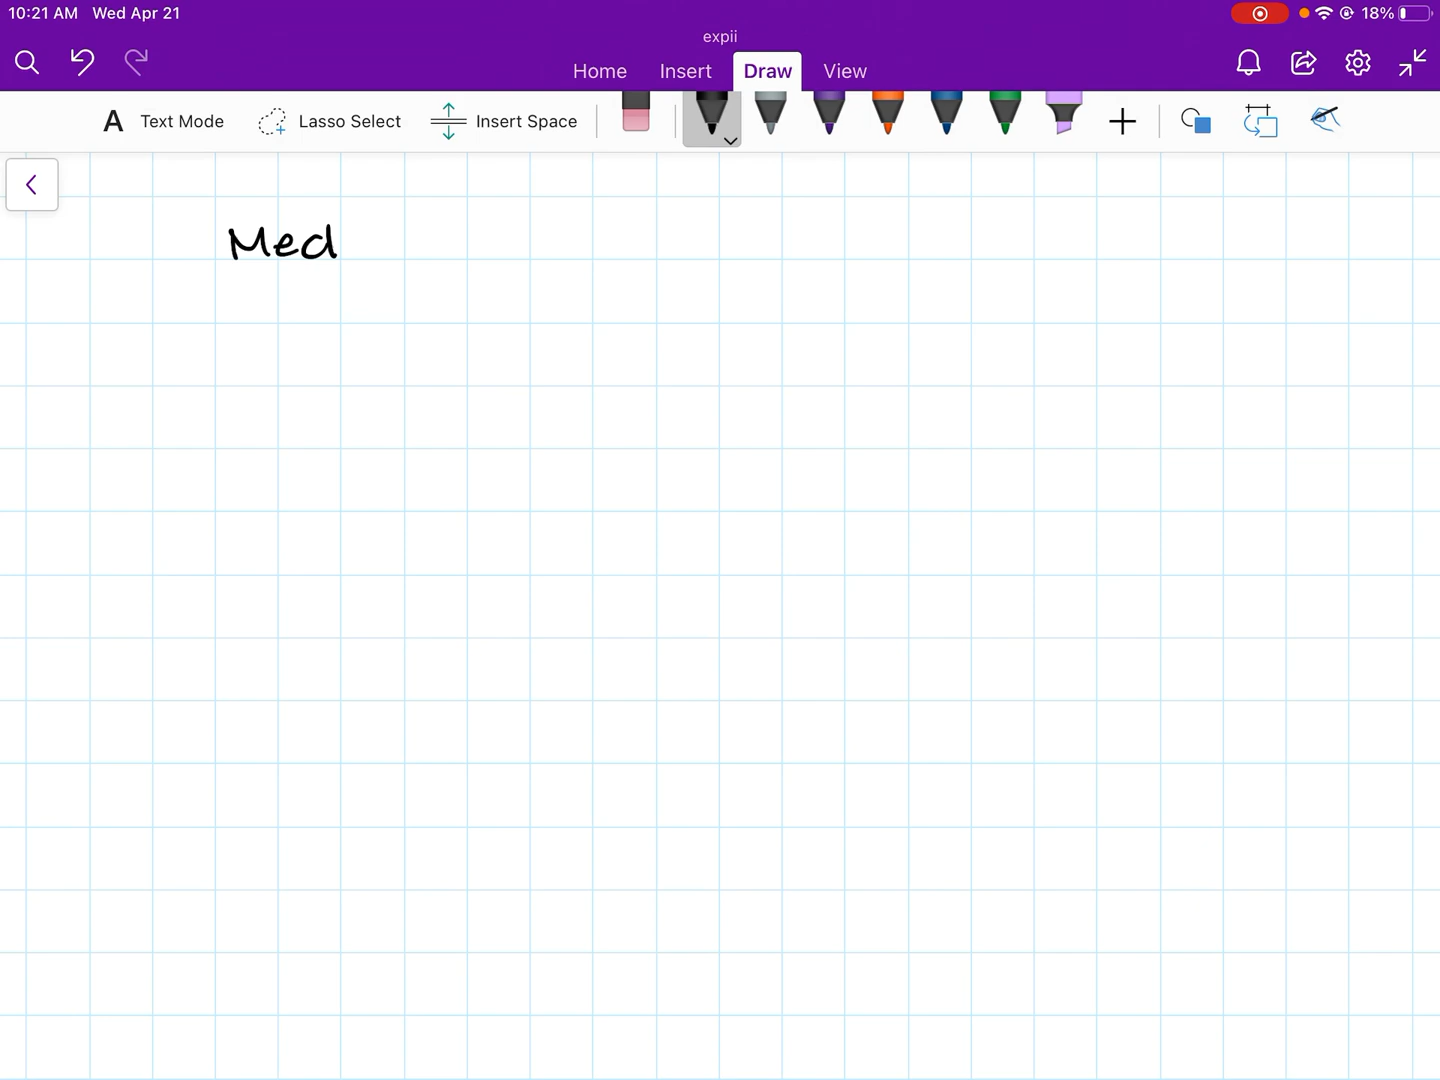 10:21 AM Wed Apr 21
18%
expii
Home Insert Draw View
A Text Mode Lasso Select Insert Space
Med